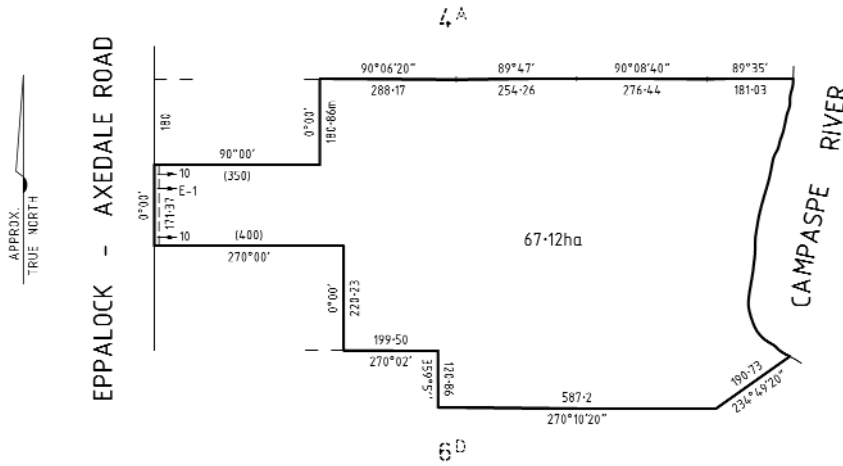 4A
90°06'20" 89°47' 90°08'40" 89°35'
288·17 254·26 276·44 181·03
EPPALOCK - AXEDALE ROAD
180
0°00'
180·86m
CAMPASPE RIVER
APPROX.
TRUE NORTH
90°00'
(350)
10
E-1
0°00'
171·37
10
(400)
270°00'
67·12ha
0°00'
220·23
199·50
270°02'
120·86
190·73
234°49'20"
587·2
270°10'20"
6D